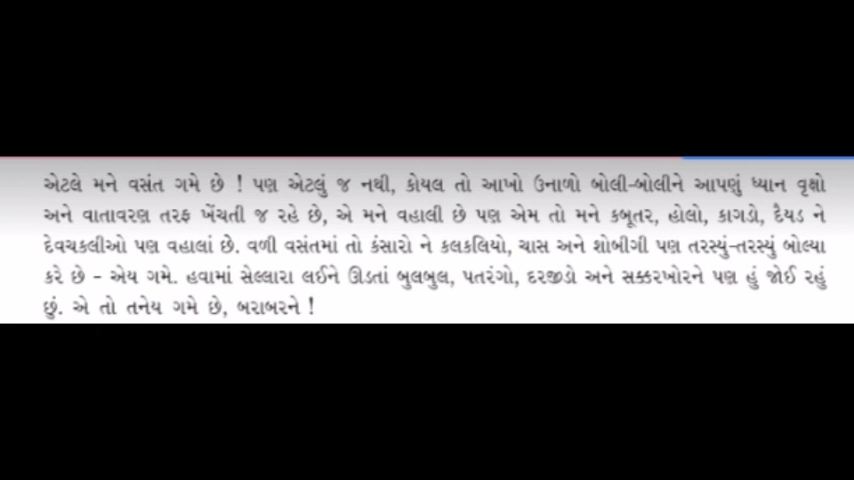 એટલે મને વસંત ગમે છે ! પણ એટલું જ નથી, કોયલ તો આખો ઉનાળો બોલી-બોલીને આપણું ધ્યાન વૃક્ષો
અને વાતાવરણ તરફ ખેંચતી જ રહે છે, એ મને વહાલી છે પણ એમ તો મને કબૂતર, હોલો, કાગડો, દૈયડ ને
દેવચકલીઓ પણ વહાલાં છે. વળી વસંતમાં તો કંસારો ને કલકલિયો, ચાસ અને શોબીગી પણ તરસ્યું-તરસ્યું બોલ્યા
કરે છે – એય ગમે. હવામાં સેલ્લારા લઈને ઊડતાં બુલબુલ, પતરંગો, દરજીડો અને સક્કરખોરને પણ હું જોઈ રહું
છું. એ તો તનેય ગમે છે, બરાબરને !